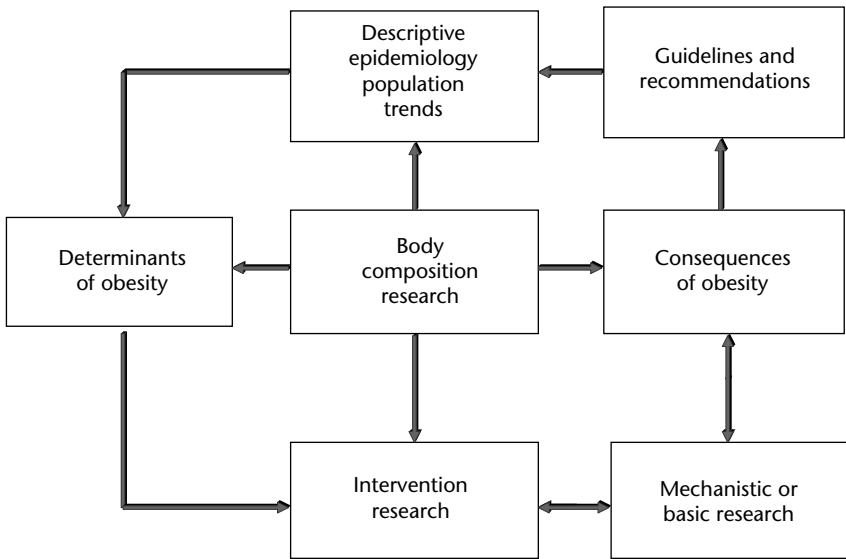 Descriptive
epidemiology
population
trends
Guidelines and
recommendations
Determinants
of obesity
Body
composition
research
Consequences
of obesity
Intervention
research
Mechanistic or
basic research